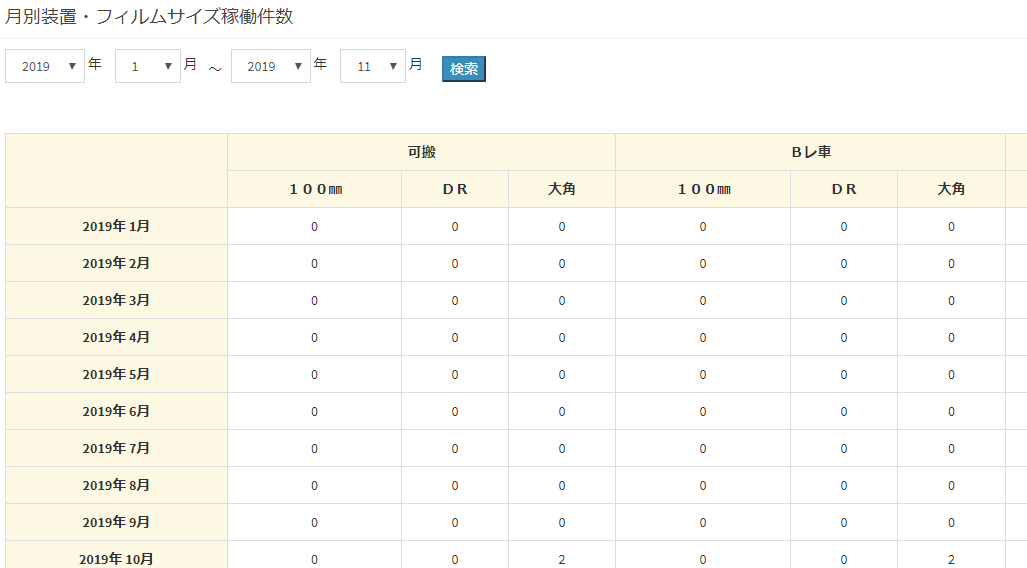 月別装置・フィルムサイズ稼働件数
2019 ▼ 年 1 ▼ 月 ～ 2019 ▼ 年 11 ▼ 月 検索
可搬 Ｂレ車
１００㎜ ＤＲ 大角 １００㎜ ＤＲ 大角
2019年 1月 0 0 0 0 0 0
2019年 2月 0 0 0 0 0 0
2019年 3月 0 0 0 0 0 0
2019年 4月 0 0 0 0 0 0
2019年 5月 0 0 0 0 0 0
2019年 6月 0 0 0 0 0 0
2019年 7月 0 0 0 0 0 0
2019年 8月 0 0 0 0 0 0
2019年 9月 0 0 0 0 0 0
2019年 10月 0 0 2 0 0 2